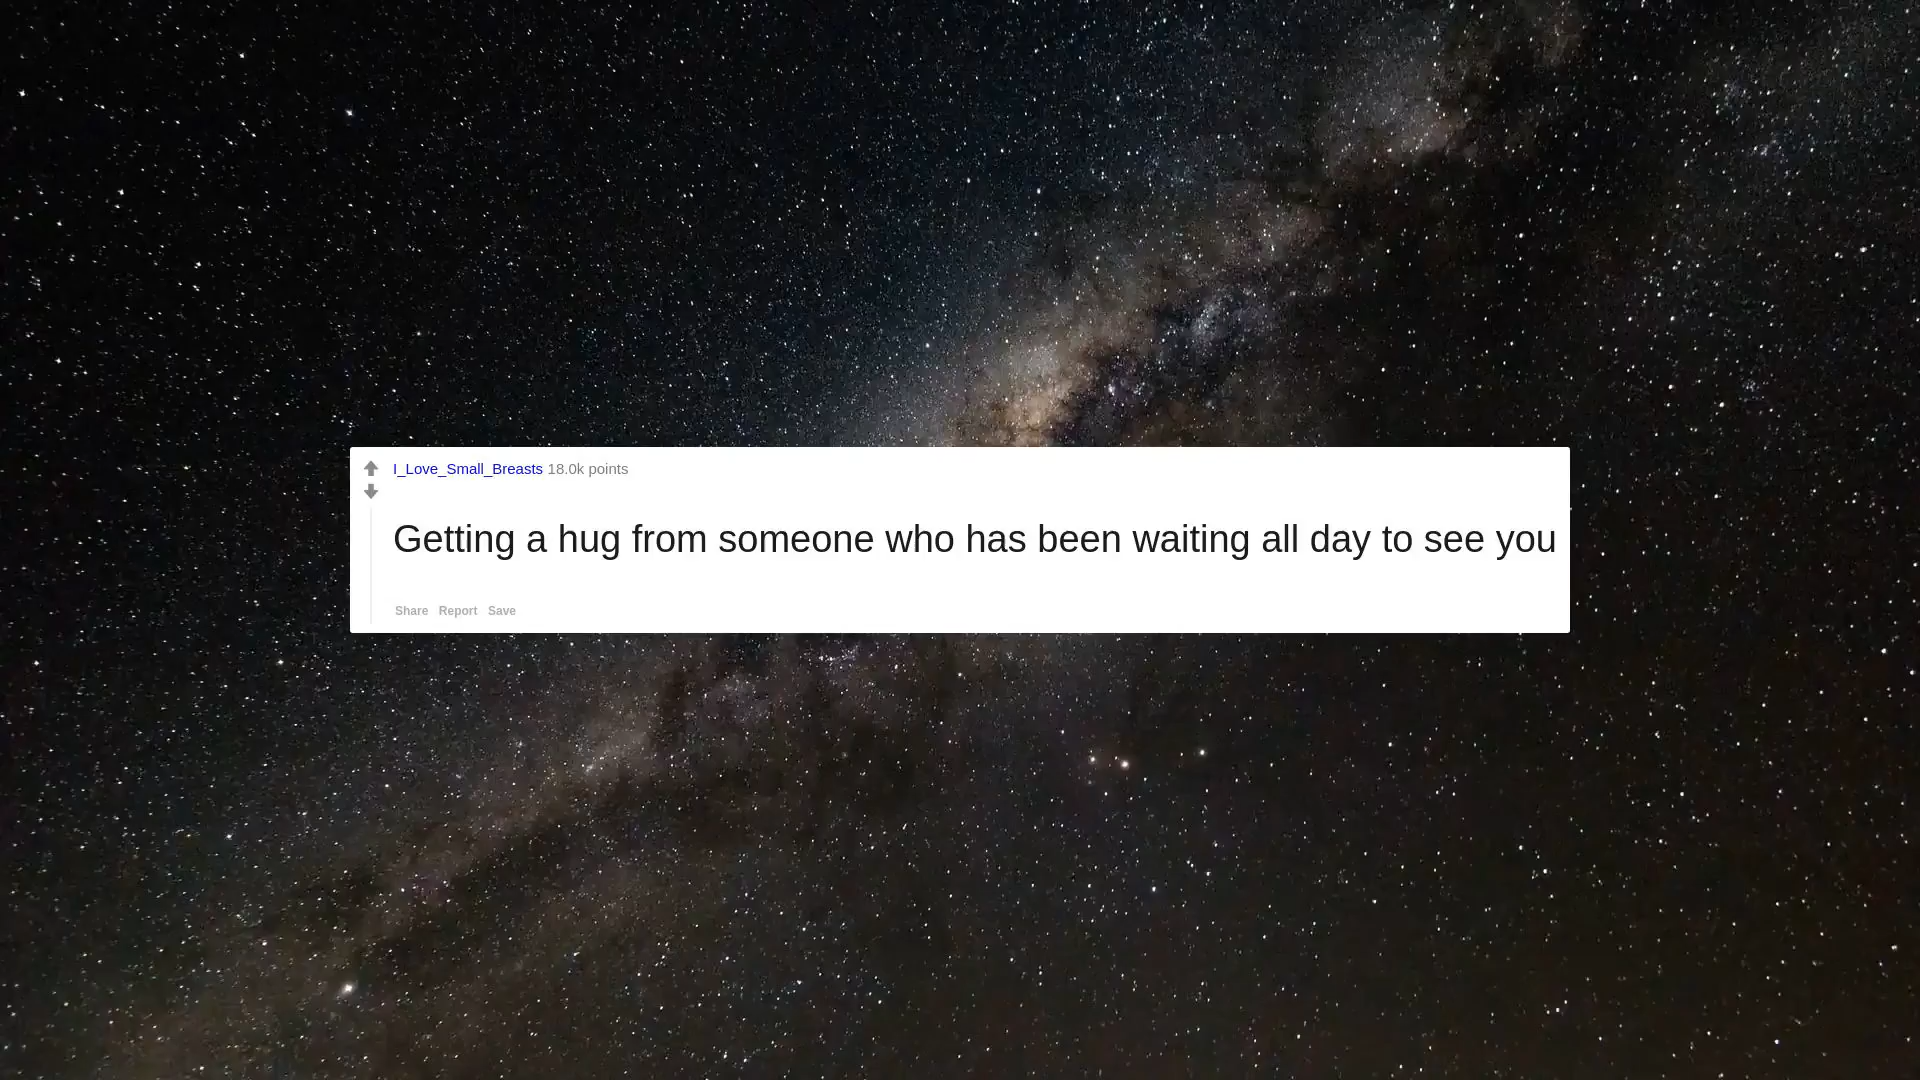 I_Love_Small_Breasts 18.0k points
Getting a hug from someone who has been waiting all day to see you
Share Report Save